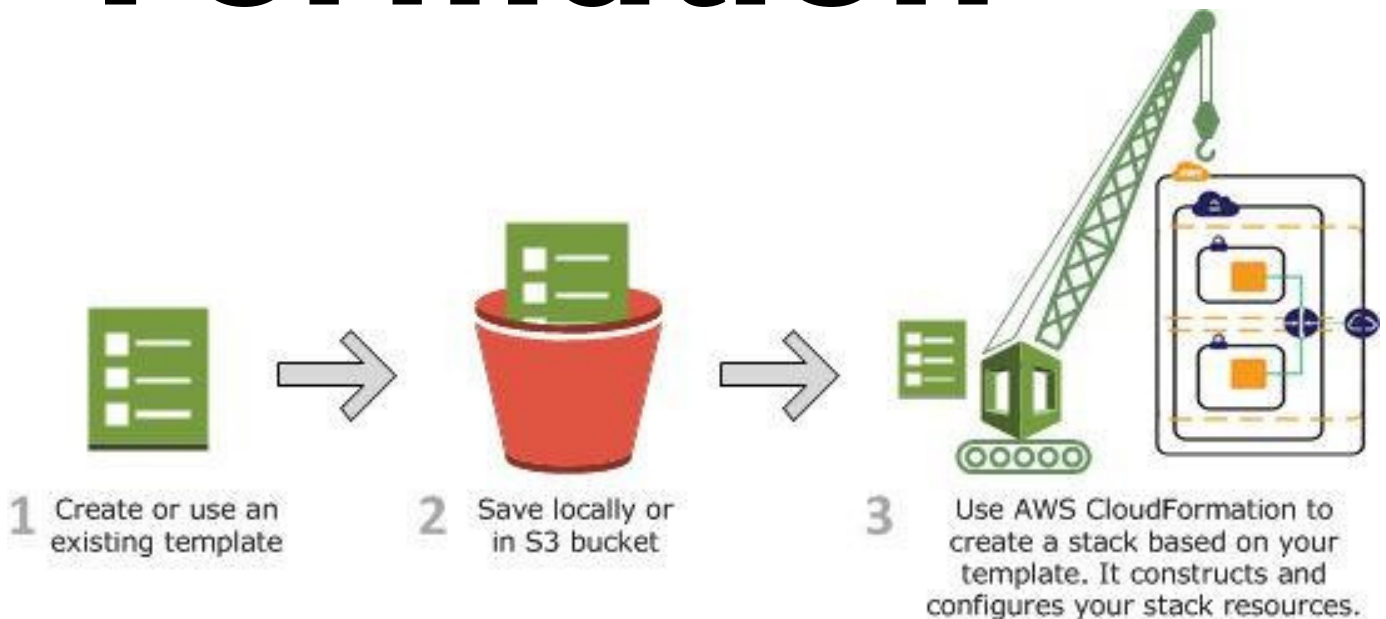 Formation
1 Create or use an
existing template
2 Save locally or
in S3 bucket
3 Use AWS CloudFormation to
create a stack based on your
template. It constructs and
configures your stack resources.